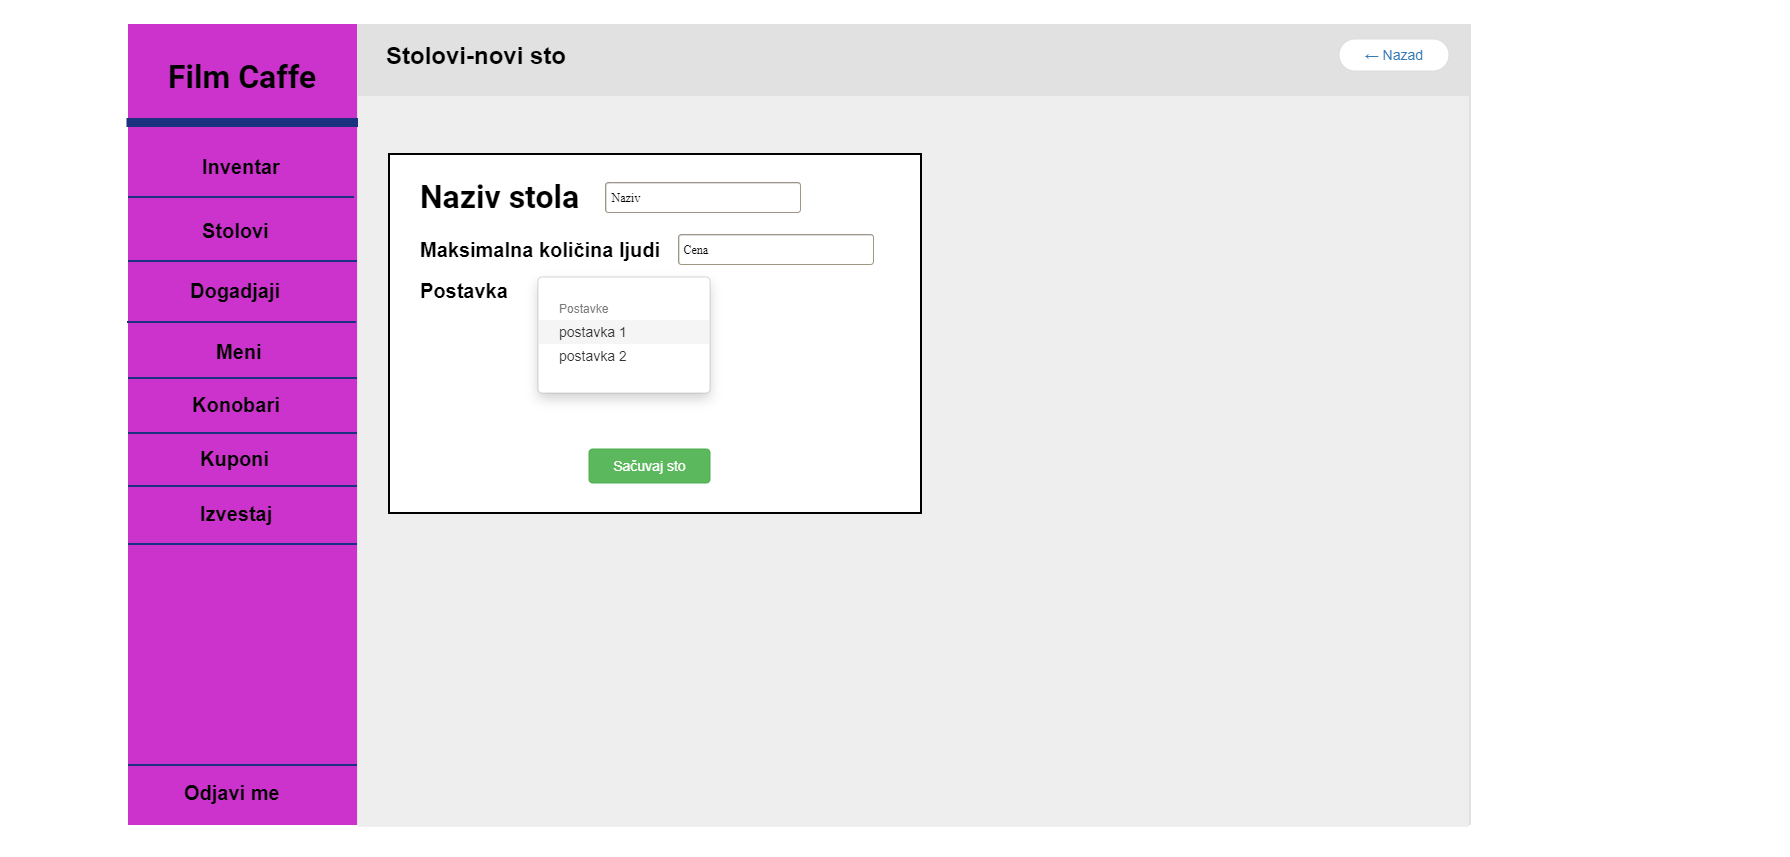 Film Caffe
Inventar
Stolovi
Dogadjaji
Meni
Konobari
Kuponi
Izvestaj
Odjavi me
Stolovi-novi sto
← Nazad
Naziv stola
Naziv
Maksimalna količina ljudi
Cena
Postavka
Postavke
postavka 1
postavka 2
Sačuvaj sto